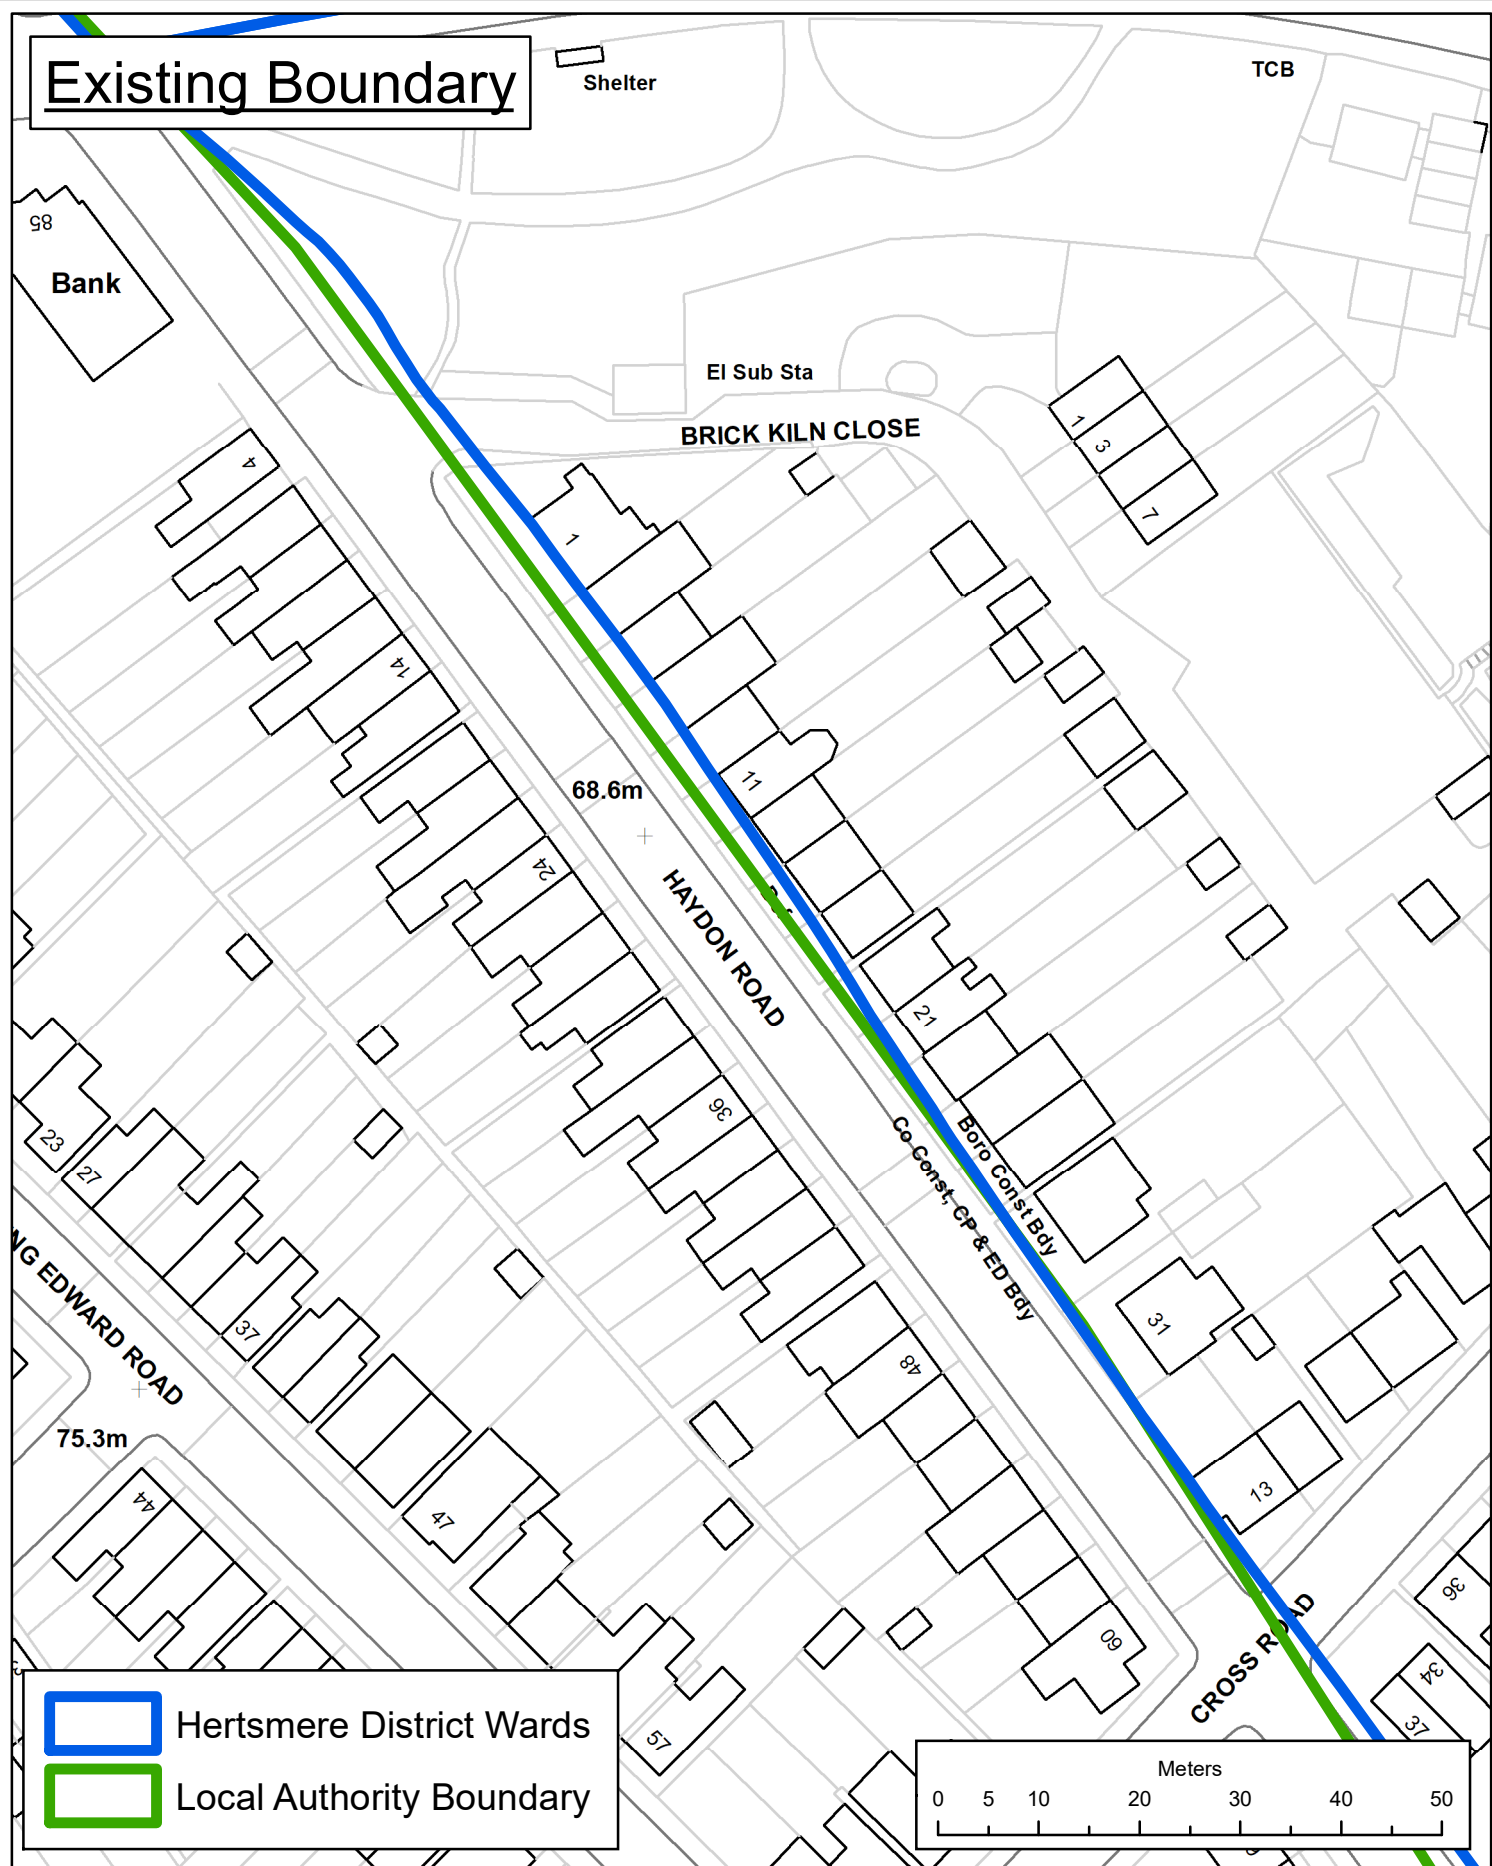 Existing Boundary
Shelter
TCB
85
Bank
El Sub Sta
BRICK KILN CLOSE
1
3
7
4
1
14
11
68.6m
24
HAYDON ROAD
21
36
Co Const, CP & ED Bdy
Boro Const Bdy
23
27
NG EDWARD ROAD
37
31
48
75.3m
44
47
13
36
60
CROSS ROAD
34
37
57
Hertsmere District Wards
Local Authority Boundary
Meters
0 5 10 20 30 40 50